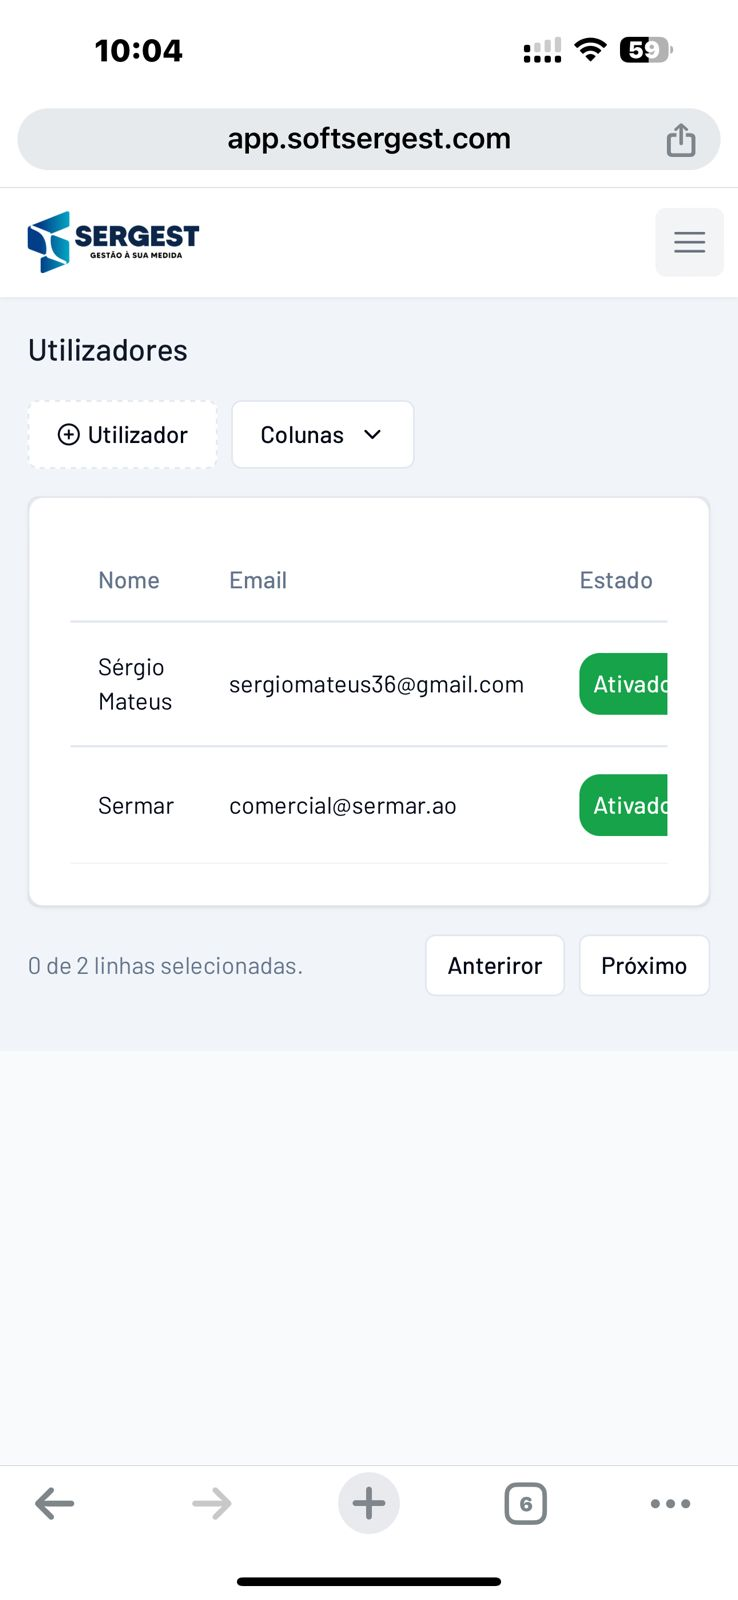 10:04
59
app.softsergest.com
SERGEST
GESTÃO À SUA MEDIDA
Utilizadores
Utilizador
Colunas
Nome Email Estado
Sérgio
Mateus
sergiomateus36@gmail.com
Ativado
Sermar comercial@sermar.ao Ativado
0 de 2 linhas selecionadas.
Anteriror
Próximo
6